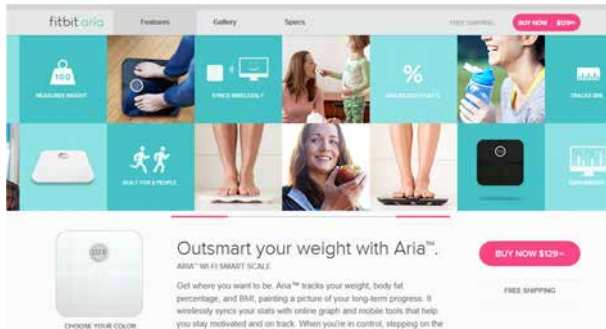 fitbit aria
Features
Gallery
Specs
FREE SHIPPING
BUY NOW $129
100
MEASURES WEIGHT
SYNCS WIRELESSLY
%
TRACKS BMI
BUILT FOR 8 PEOPLE
Outsmart your weight with Aria™.
ARIA™ WI-FI SMART SCALE
BUY NOW $129
Get where you want to be. Aria™ tracks your weight, body fat
percentage, and BMI, painting a picture of your long-term progress. It
wirelessly syncs your stats with online graph and mobile tools that help
you stay motivated and on track. When you're in control, stepping on the
FREE SHIPPING
CHOOSE YOUR COLOR: